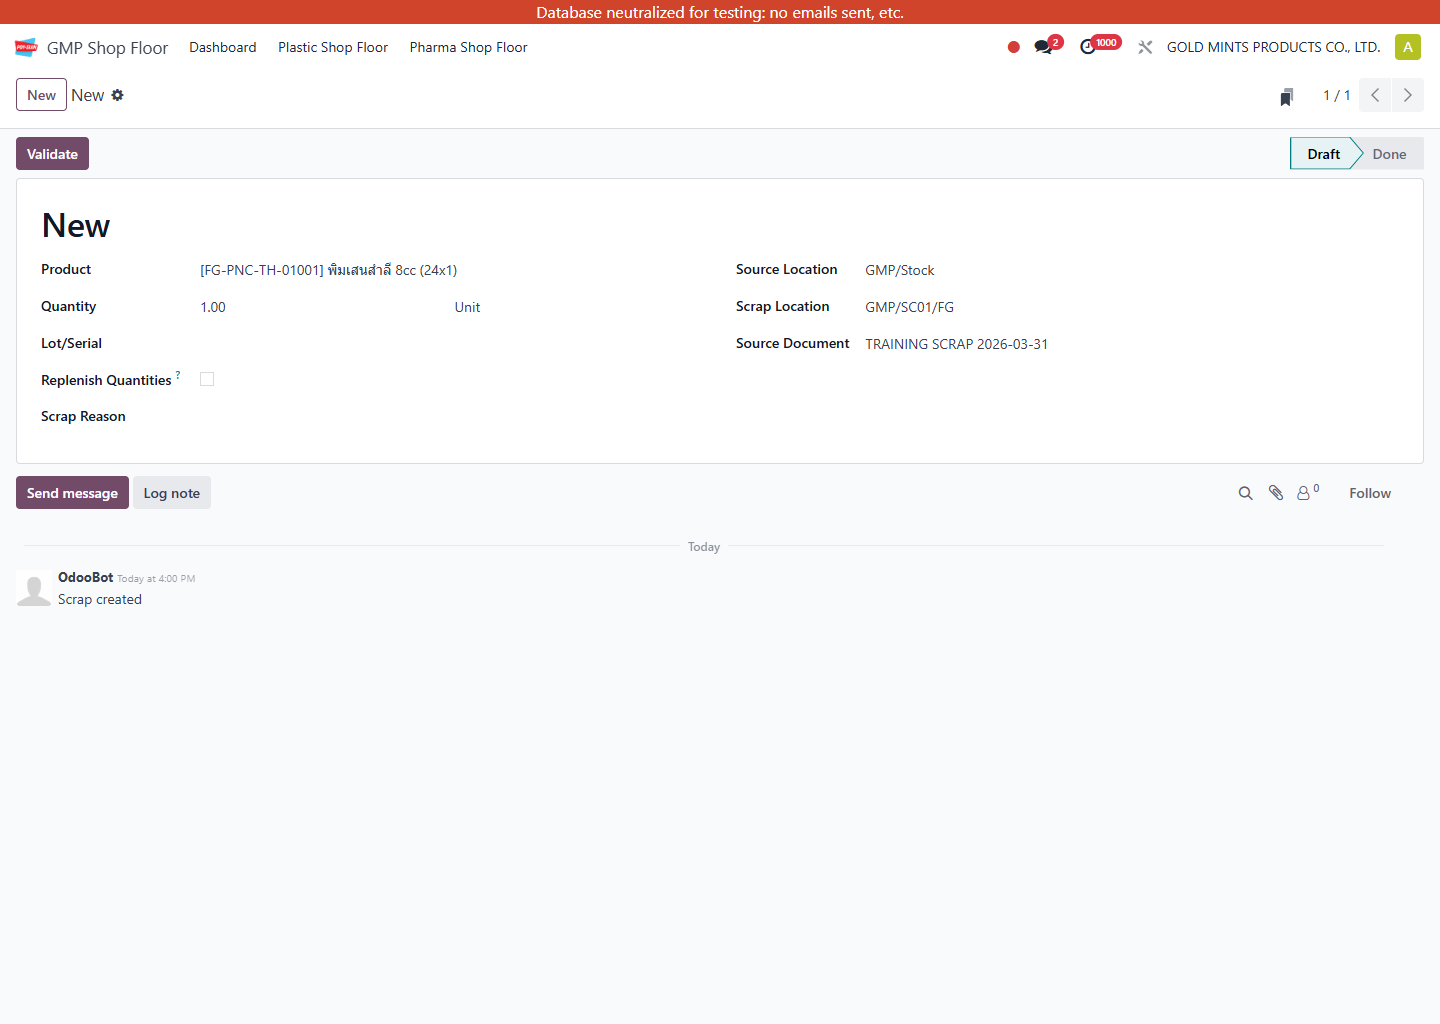 Database neutralized for testing: no emails sent, etc.
GMP Shop Floor Dashboard Plastic Shop Floor Pharma Shop Floor 2 1000 GOLD MINTS PRODUCTS CO., LTD. A
New New 1 / 1
Validate Draft Done
New
Product [FG-PNC-TH-01001] พิมเสนสำลี 8cc (24x1) Source Location GMP/Stock
Quantity 1.00 Unit Scrap Location GMP/SC01/FG
Lot/Serial Source Document TRAINING SCRAP 2026-03-31
Replenish Quantities ?
Scrap Reason
Send message Log note 0 Follow
Today
OdooBot Today at 4:00 PM
Scrap created